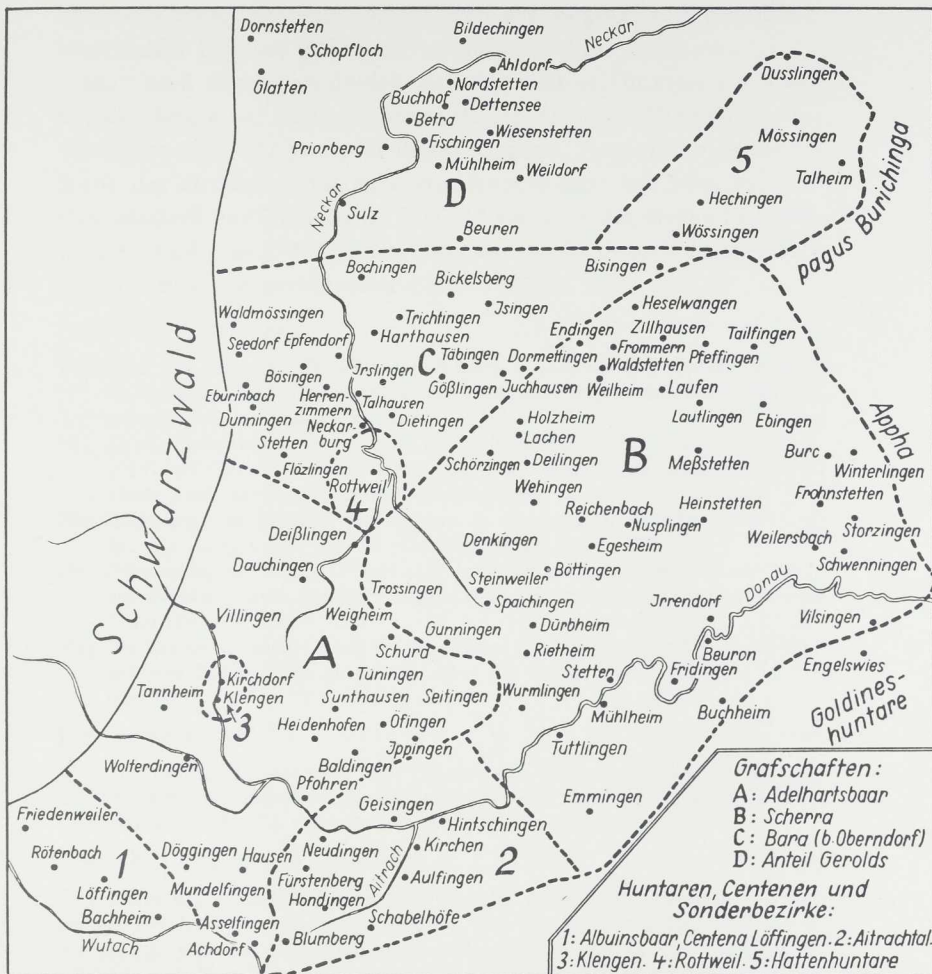 Dornstetten
Schopfloch
Glatten
Bildechingen
Neckar
Ahldorf
Nordstetten
Buchhof
Dettensee
Betra
Wiesenstetten
Fischingen
Priorberg
Mühlheim
Weildorf
D
Neckar
Sulz
Beuren
Dusslingen
Mössingen
5
Talheim
Hechingen
Wössingen
pagus Burichinga
Bochingen
Bisingen
Bickelsberg
Jsingen
Heselwangen
Waldmössingen
Trichtingen
Endingen
Zillhausen
Tailfingen
Harthausen
Seedorf
Epfendorf
Frommern
Pfeffingen
C
Täbingen
Dormettingen
Waldstetten
Bösingen
Jrslingen
Gößlingen
Juchhausen
Weilheim
Laufen
Eburinbach
Herren-
zimmern
Talhausen
Dunningen
Neckar-
burg
Dietingen
Holzheim
Lautlingen
Ebingen
Lachen
Stetten
Schörzingen
Deilingen
B
Appha
Flözlingen
Rottweil
Meßstetten
Burc
Winterlingen
Schwarzwald
4
Wehingen
Reichenbach
Heinstetten
Frohnstetten
Nusplingen
Deißlingen
Storzingen
Denkingen
Egesheim
Weilersbach
Dauchingen
Schwenningen
Steinweiler
Böttingen
Trossingen
Spaichingen
Donau
Villingen
Weigheim
Jrrendorf
Gunningen
Dürbheim
Vilsingen
A
Schura
Rietheim
Beuron
Engelswies
Kirchdorf
Tüningen
Stetten
Fridingen
Tannheim
Klengen
Sunthausen
Seitingen
Wurmlingen
Goldines-
huntare
3
Heidenhofen
Öfingen
Mühlheim
Buchheim
Jppingen
Tuttlingen
Wolterdingen
Baldingen
Pfohren
Geisingen
Emmingen
Friedenweiler
Hintschingen
1
Döggingen
Hausen
Neudingen
Kirchen
2
Rötenbach
Aitrach
Löffingen
Mundelfingen
Fürstenberg
Aulfingen
Bachheim
Hondingen
Asselfingen
Schabelhöfe
Wutach
Achdorf
Blumberg
Grafschaften:
A: Adelhartsbaar
B: Scherra
C: Bara (b. Oberndorf)
D: Anteil Gerolds
Huntaren, Centenen und
Sonderbezirke:
1: Albuinsbaar, Centena Löffingen. 2: Aitrachtal.
3: Klengen. 4: Rottweil. 5: Hattenhuntare